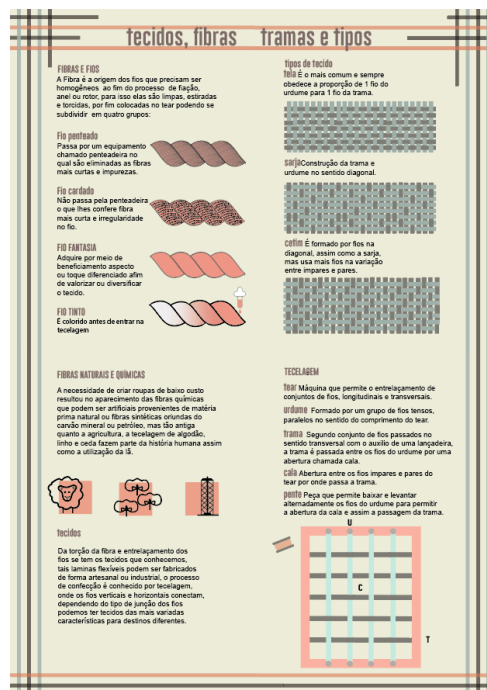 tecidos, fibras tramas e tipos
FIBRAS E FIOS
A Fibra é a origem dos fios que precisam ser
homogêneos ao fim do processo de fiação,
anel ou rotor, para isso elas são limpas, estiradas
e torcidas, por fim colocadas no tear podendo se
subdividir em quatro grupos:
Fio penteado
Passa por um equipamento
chamado penteadeira no
qual são eliminadas as fibras
mais curtas e impurezas.
Fio cardado
Não passa pela penteadeira
o que lhes confere fibra
mais curta e irregularidade
no fio.
FIO FANTASIA
Adquire por meio de
beneficiamento aspecto
ou toque diferenciado afim
de valorizar ou diversificar
o tecido.
FIO TINTO
É colorido antes de entrar na
tecelagem
FIBRAS NATURAIS E QUÍMICAS
A necessidade de criar roupas de baixo ousto
resultou no aparecimento das fibras químicas
que podem ser artificiais provenientes de matéria
prima natural ou fibras sintéticas oriundas do
carvão mineral ou petróleo, mas tão antiga
quanto a agricultura, a tecelagem de algodão,
linho e ceda fazem parte da história humana assim
como a utilização da lã.
tecidos
Da torção da fibra e entrelaçamento dos
fios se tem os tecidos que conhecemos,
tais laminas flexíveis podem ser fabricados
de forma artesanal ou industrial, o processo
de confecção é conhecido por tecelagem,
onde os fios verticais e horizontais conectam,
dependendo do tipo de junção dos fios
podemos ter tecidos das mais variadas
características para destinos diferentes.
tipos de tecido
tela É o mais comum e sempre
obedece a proporção de 1 fio do
urdume para 1 fio da trama.
sarja Construção da trama e
urdume no sentido diagonal.
cetim É formado por fios na
diagonal, assim como a sarja,
mas usa mais fios na variação
entre impares e pares.
TECELAGEM
tear Máquina que permite o entrelaçamento de
conjuntos de fios, longitudinais e transversais.
urdume Formado por um grupo de fios tensos,
paralelos no sentido do comprimento do tear.
trama Segundo conjunto de fios passados no
sentido transversal com o auxilio de uma lançadeira,
a trama é passada entre os fios do urdume por uma
abertura chamada cala.
cala Abertura entre os fios impares e pares do
tear por onde passa a trama.
pente Peça que permite baixar e levantar
alternadamente os fios do urdume para permitir
a abertura da cala e assim a passagem da trama.
U
C
T